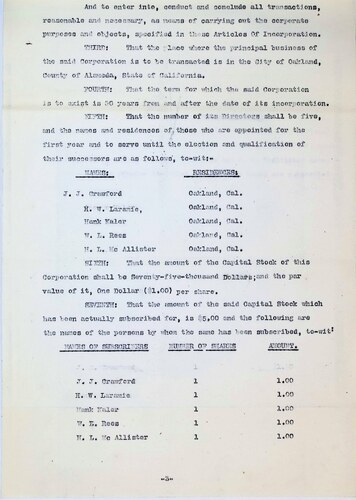 And to enter into, conduct and conclude all transactions,
reasonable and necessary, as means of carrying out the corporate
purposes and objects, specified in these Articles Of Incorporation.
THIRD: That the place where the principal business of
the said Corporation is to be transacted is in the City of Oakland,
County of Alameda, State of California.
FOURTH: That the term for which the said Corporation
is to exist is 20 years from and after the date of its incorporation.
FIFTH: That the number of its Directors shall be five,
and the names and residences of those who are appointed for the
first year and to serve until the election and qualification of
their successors are as follows, to-wit:-
NAMES: RESIDENCES:
J. J. Crawford Oakland, Cal.
H. W. Laramie, Oakland, Cal.
Hank Maler Oakland, Cal.
W. L. Rees Oakland, Cal.
M. L. Mc Allister Oakland, Cal.
SIXTH: That the amount of the Capital Stock of this
Corporation shall be Seventy-five-thousand Dollars; and the par
value of it, One Dollar ($1.00) per share.
SEVENTH: That the amount of the said Capital Stock which
has been actually subscribed for, is $5.00 and the following are
the names of the persons by whom the same has been subscribed, to-wit:
NAMES OF SUBSCRIBERS NUMBER OF SHARES AMOUNT.
J. J. Crawford 1 1.00
H. W. Laramie 1 1.00
Hank Maler 1 1.00
W. L. Rees 1 1.00
M. L. Mc Allister 1 1.00
-3-